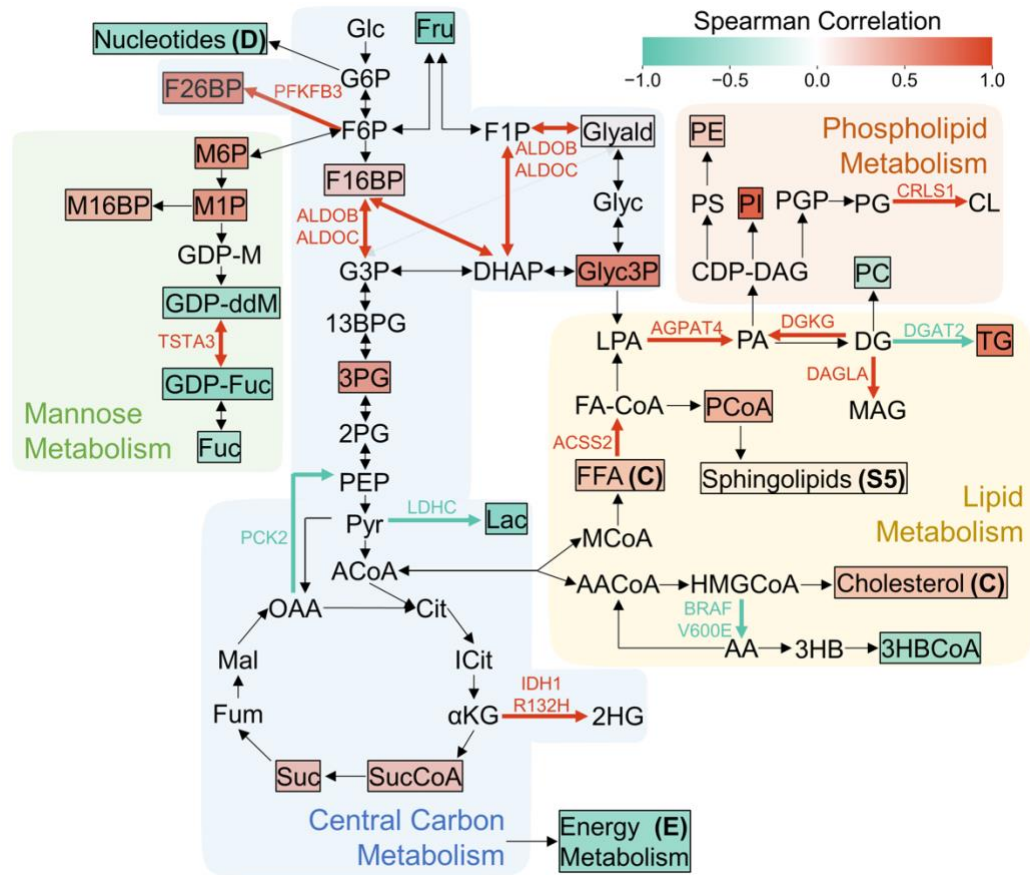 Spearman Correlation
−1.0 −0.5 0.0 0.5 1.0
Nucleotides (D)
Glc
Fru
G6P
F26BP
PFKFB3
F6P
F1P
Glyald
ALDOB
ALDOC
M6P
F16BP
M16BP
M1P
Glyc
ALDOB
ALDOC
GDP-M
G3P
DHAP
Glyc3P
GDP-ddM
TSTA3
13BPG
GDP-Fuc
3PG
Fuc
2PG
Mannose
Metabolism
PEP
PCK2
Pyr
LDHC
Lac
ACoA
OAA
Cit
Mal
ICit
Fum
αKG
IDH1
R132H
2HG
Suc
SucCoA
Central Carbon
Metabolism
Energy (E)
Metabolism
Phospholipid
Metabolism
PE
PS
PI
PGP
PG
CRLS1
CL
CDP-DAG
PC
LPA
AGPAT4
PA
DGKG
DG
DGAT2
TG
DAGLA
MAG
FA-CoA
PCoA
ACSS2
FFA (C)
Sphingolipids (S5)
Lipid
Metabolism
MCoA
AACoA
HMGCoA
Cholesterol (C)
BRAF
V600E
AA
3HB
3HBCoA